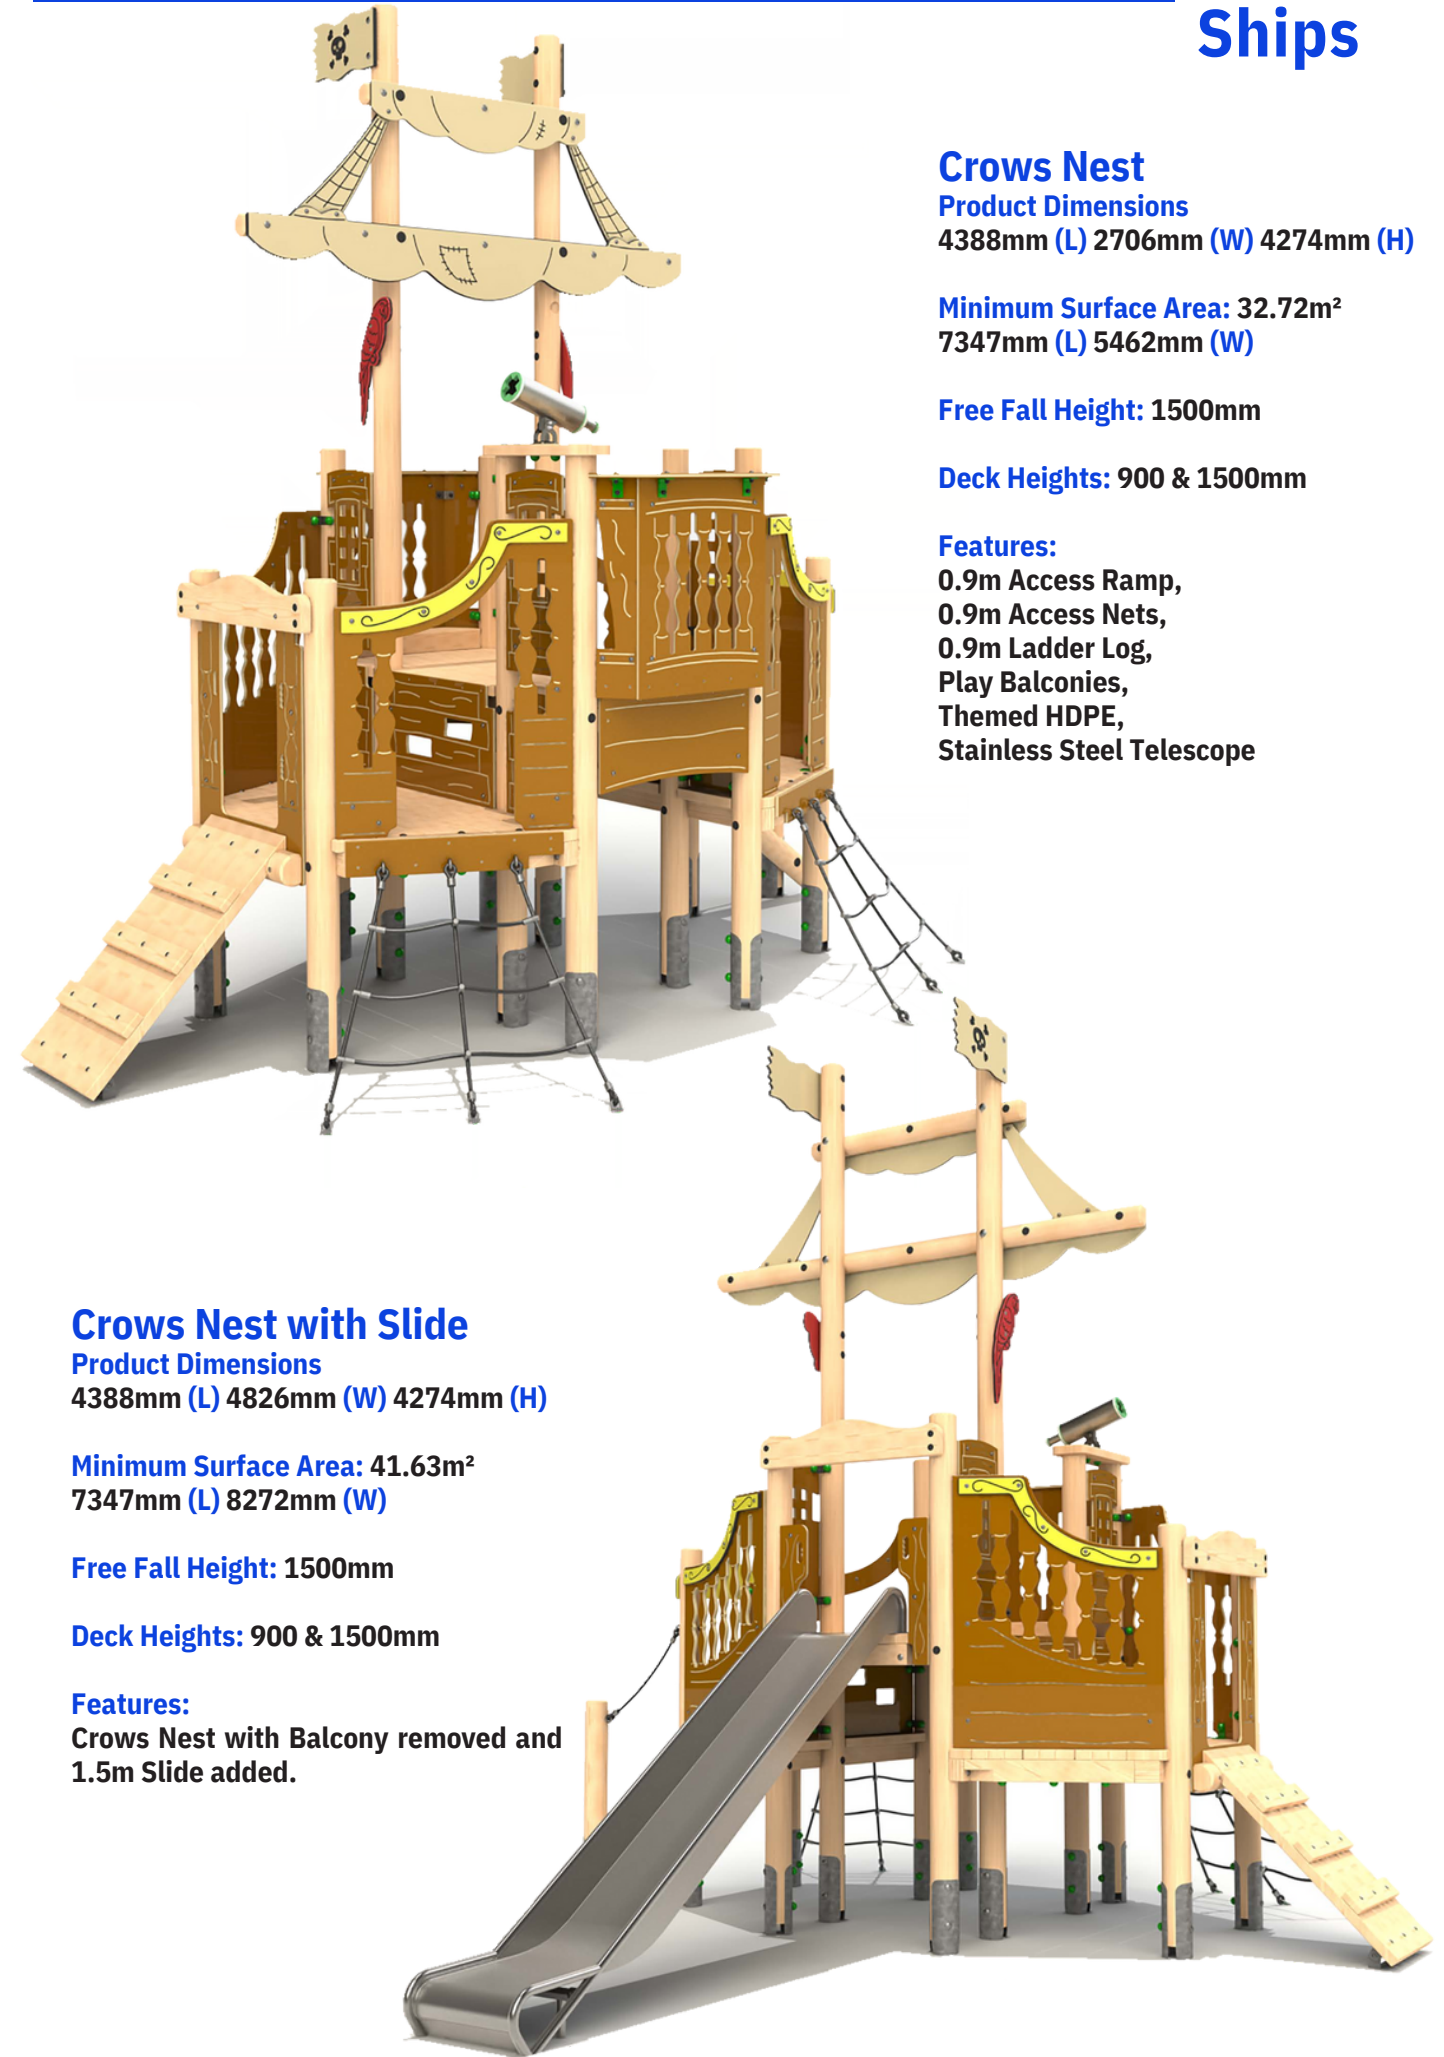 Ships
Crows Nest
Product Dimensions
4388mm (L) 2706mm (W) 4274mm (H)
Minimum Surface Area: 32.72m²
7347mm (L) 5462mm (W)
Free Fall Height: 1500mm
Deck Heights: 900 & 1500mm
Features:
0.9m Access Ramp,
0.9m Access Nets,
0.9m Ladder Log,
Play Balconies,
Themed HDPE,
Stainless Steel Telescope
Crows Nest with Slide
Product Dimensions
4388mm (L) 4826mm (W) 4274mm (H)
Minimum Surface Area: 41.63m²
7347mm (L) 8272mm (W)
Free Fall Height: 1500mm
Deck Heights: 900 & 1500mm
Features:
Crows Nest with Balcony removed and
1.5m Slide added.